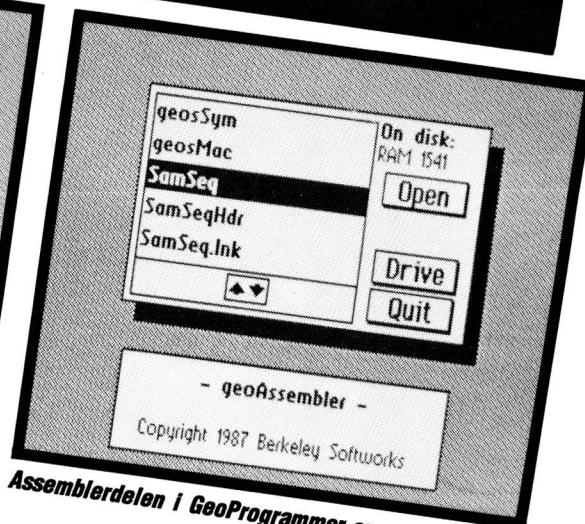 geosSym
geosMac
SamSeq
SamSeqHdr
SamSeq.lnk
On disk:
RAM 1541
Open
Drive
Quit
- geoAssembler -
Copyright 1987 Berkeley Softworks
Assemblerdelen i GeoProgrammer